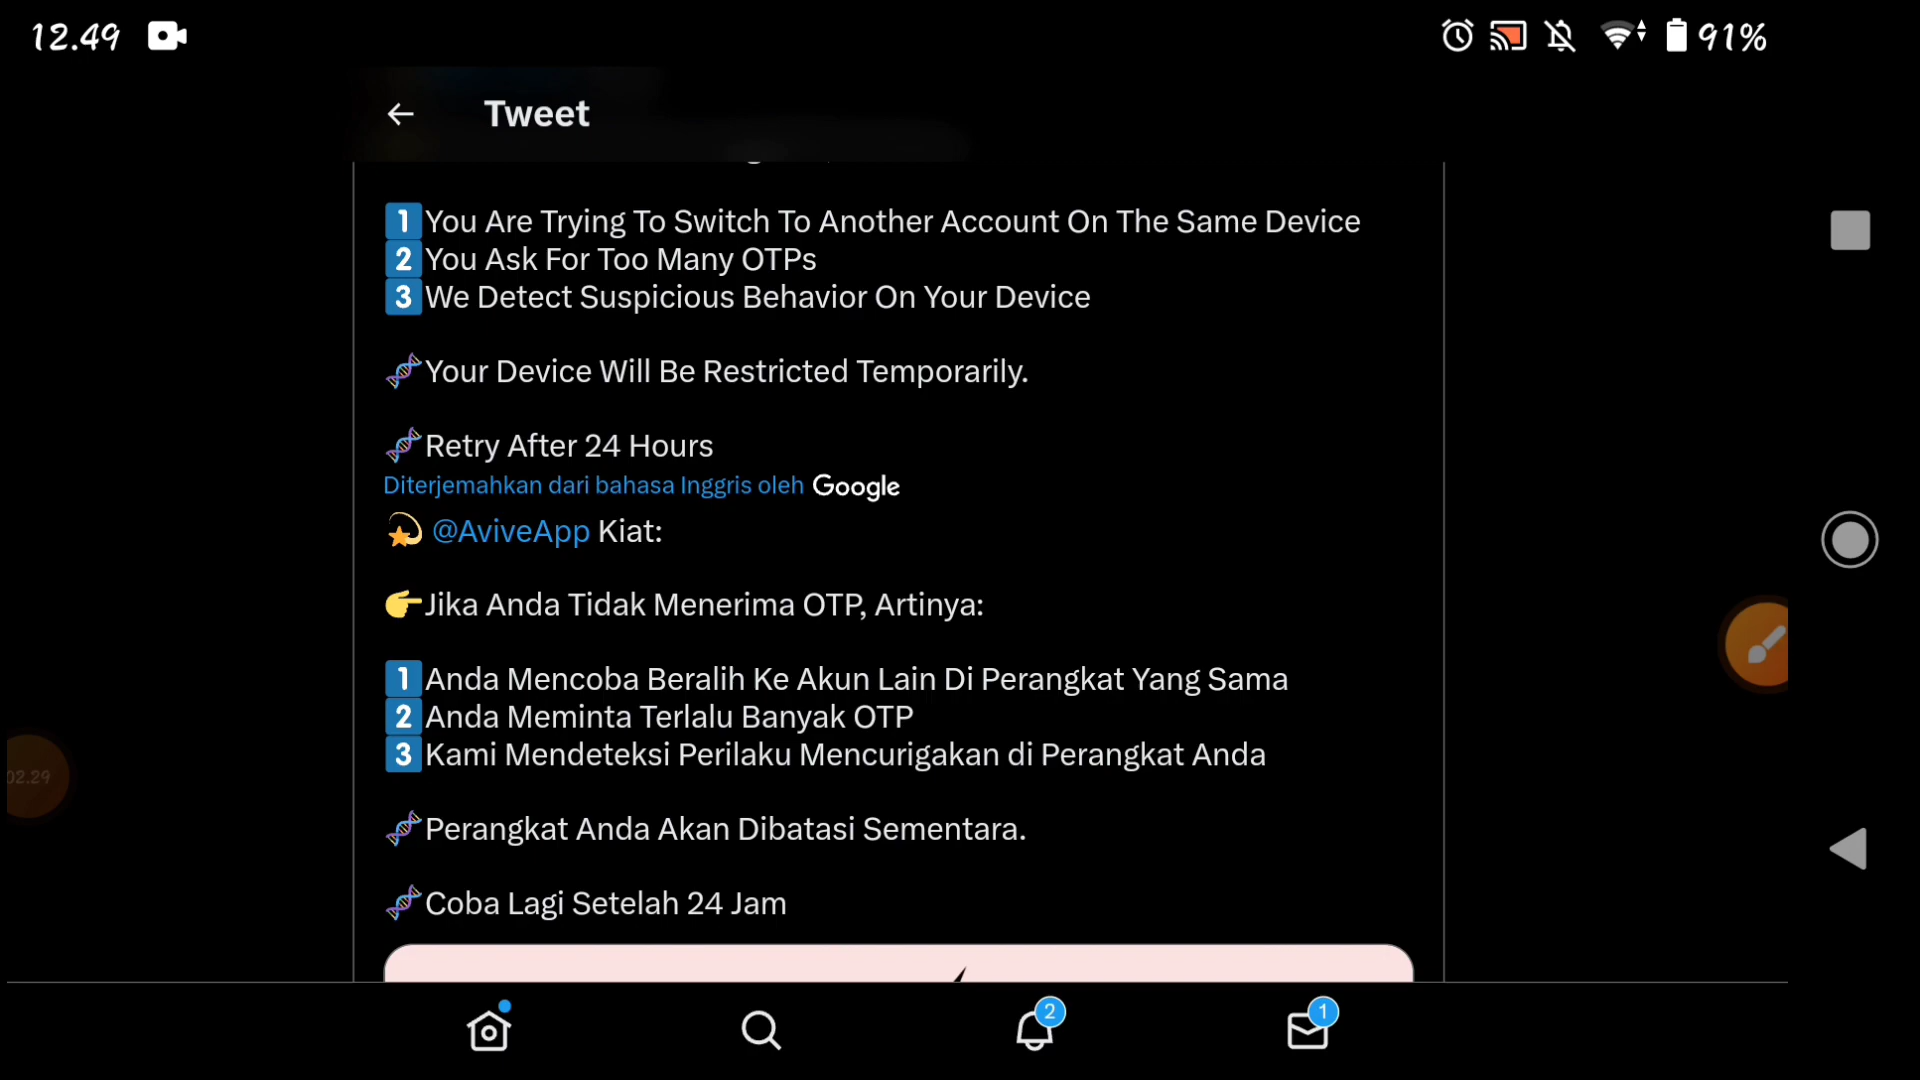 12.49
91%
Tweet
1 You Are Trying To Switch To Another Account On The Same Device
2 You Ask For Too Many OTPs
3 We Detect Suspicious Behavior On Your Device
Your Device Will Be Restricted Temporarily.
Retry After 24 Hours
Diterjemahkan dari bahasa Inggris oleh Google
@AviveApp Kiat:
Jika Anda Tidak Menerima OTP, Artinya:
1 Anda Mencoba Beralih Ke Akun Lain Di Perangkat Yang Sama
2 Anda Meminta Terlalu Banyak OTP
3 Kami Mendeteksi Perilaku Mencurigakan di Perangkat Anda
02.29
Perangkat Anda Akan Dibatasi Sementara.
Coba Lagi Setelah 24 Jam
2
1